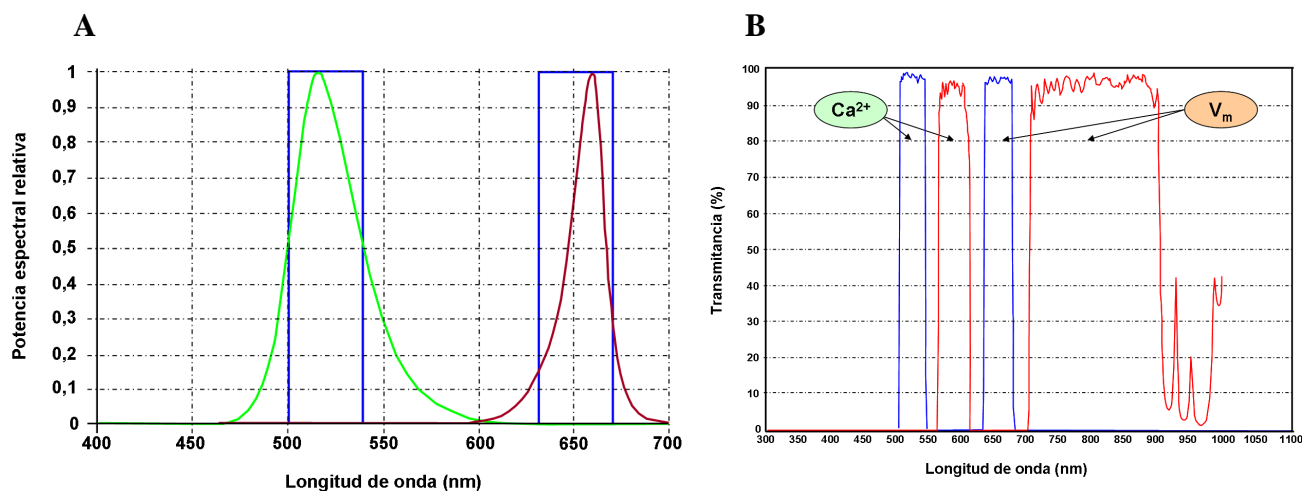 A
Potencia espectral relativa
1
0,9
0,8
0,7
0,6
0,5
0,4
0,3
0,2
0,1
0
400 450 500 550 600 650 700
Longitud de onda (nm)
B
Transmitancia (%)
100
90
80
70
60
50
40
30
20
10
0
Ca²⁺
Vₘ
300 350 400 450 500 550 600 650 700 750 800 850 900 950 1000 1050 1100
Longitud de onda (nm)